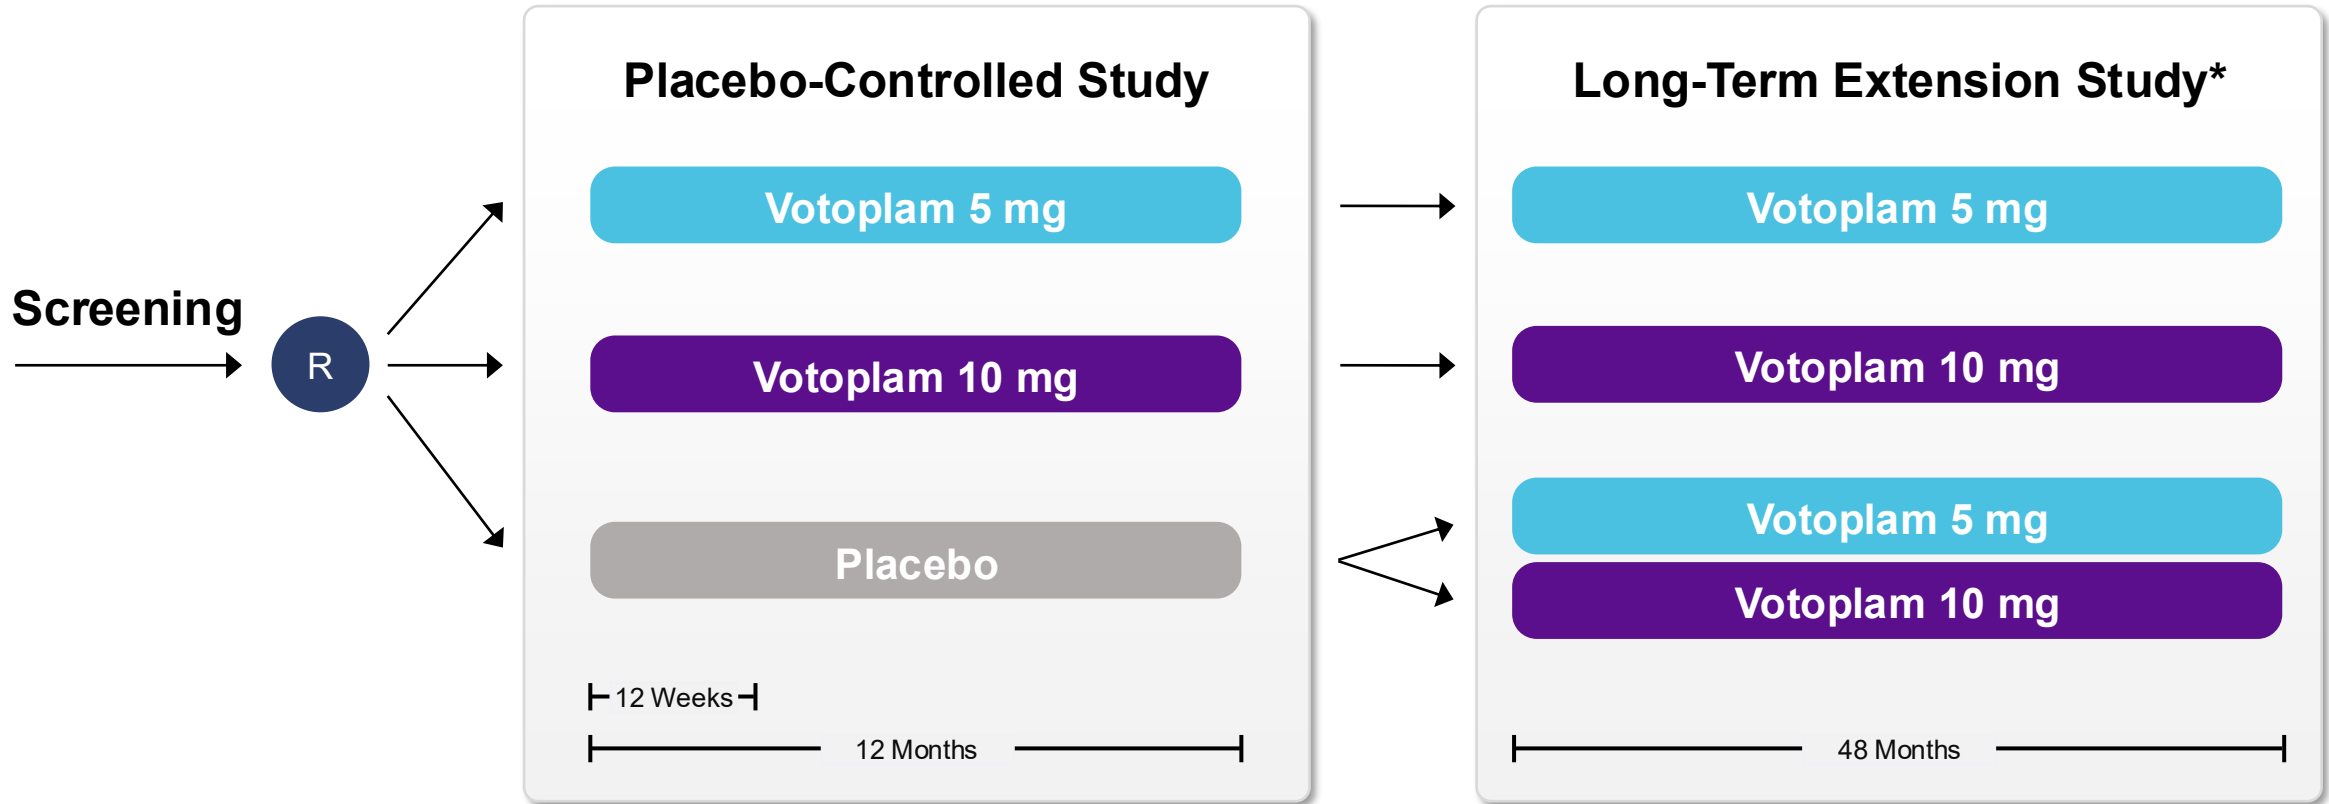 Screening
R
Placebo-Controlled Study
Votoplam 5 mg
Votoplam 10 mg
Placebo
12 Weeks
12 Months
Long-Term Extension Study*
Votoplam 5 mg
Votoplam 10 mg
Votoplam 5 mg
Votoplam 10 mg
48 Months